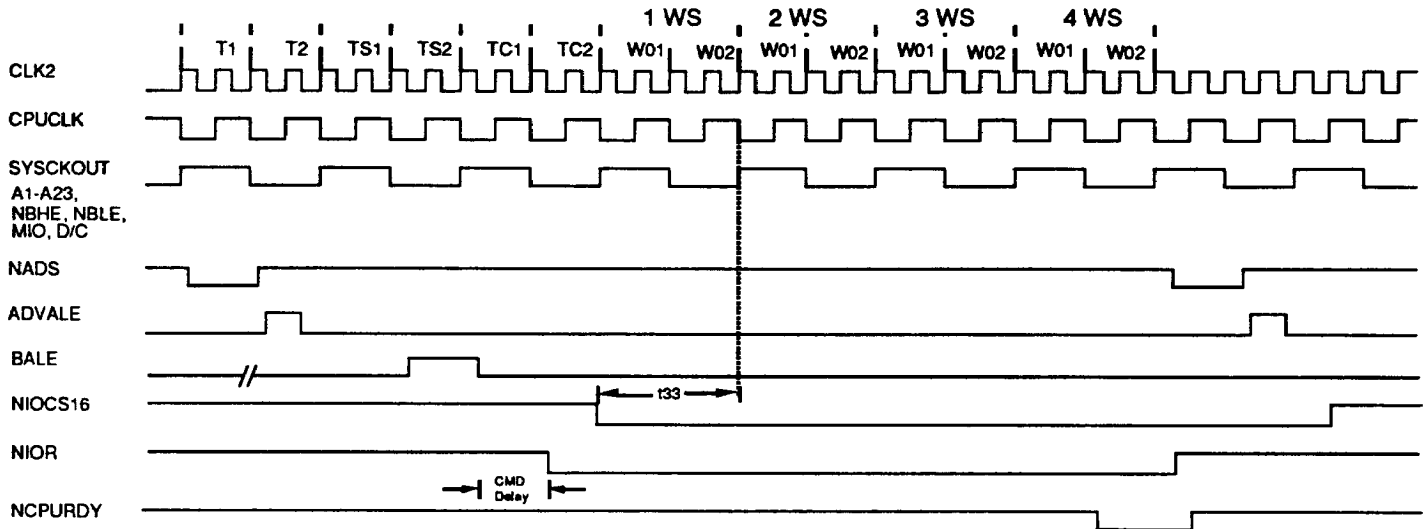 1 WS 2 WS 3 WS 4 WS
T1 T2 TS1 TS2 TC1 TC2 W01 W02 W01 W02 W01 W02 W01 W02
CLK2
CPUCLK
SYSCKOUT
A1-A23,
NBHE, NBLE,
MIO, D/C
NADS
ADVALE
BALE
t33
NIOCS16
NIOR
CMD
Delay
NCPURDY